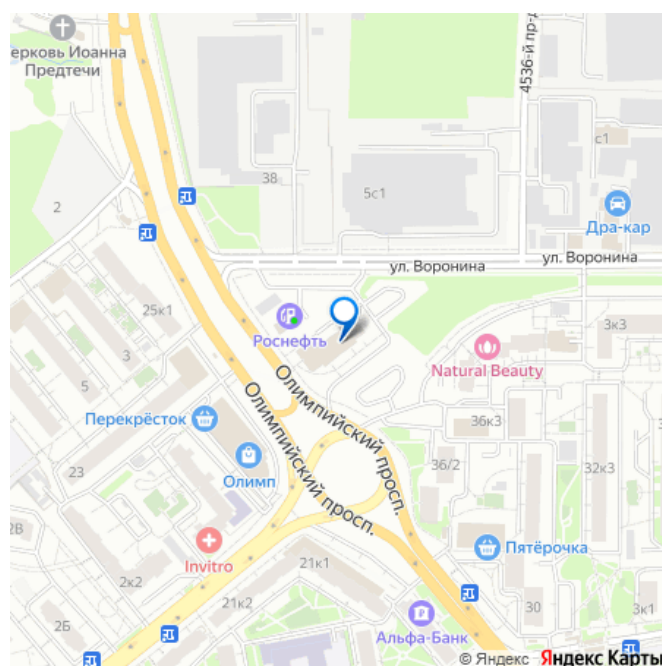 ерковь Иоанна
Предтечи
4536-й пр-д
с1
38
5с1
2
Дра-кар
ул. Воронина
ул. Воронина
25к1
Роснефть
3к3
5
Natural Beauty
3
Олимпийский просп.
Олимпийский просп.
Перекрёсток
36к3
23
Олимп
36/2
32к3
2В
Invitro
Пятёрочка
2к2
21к1
21к2
30
3к1
2Б
Альфа-Банк
© Яндекс Яндекс Карты